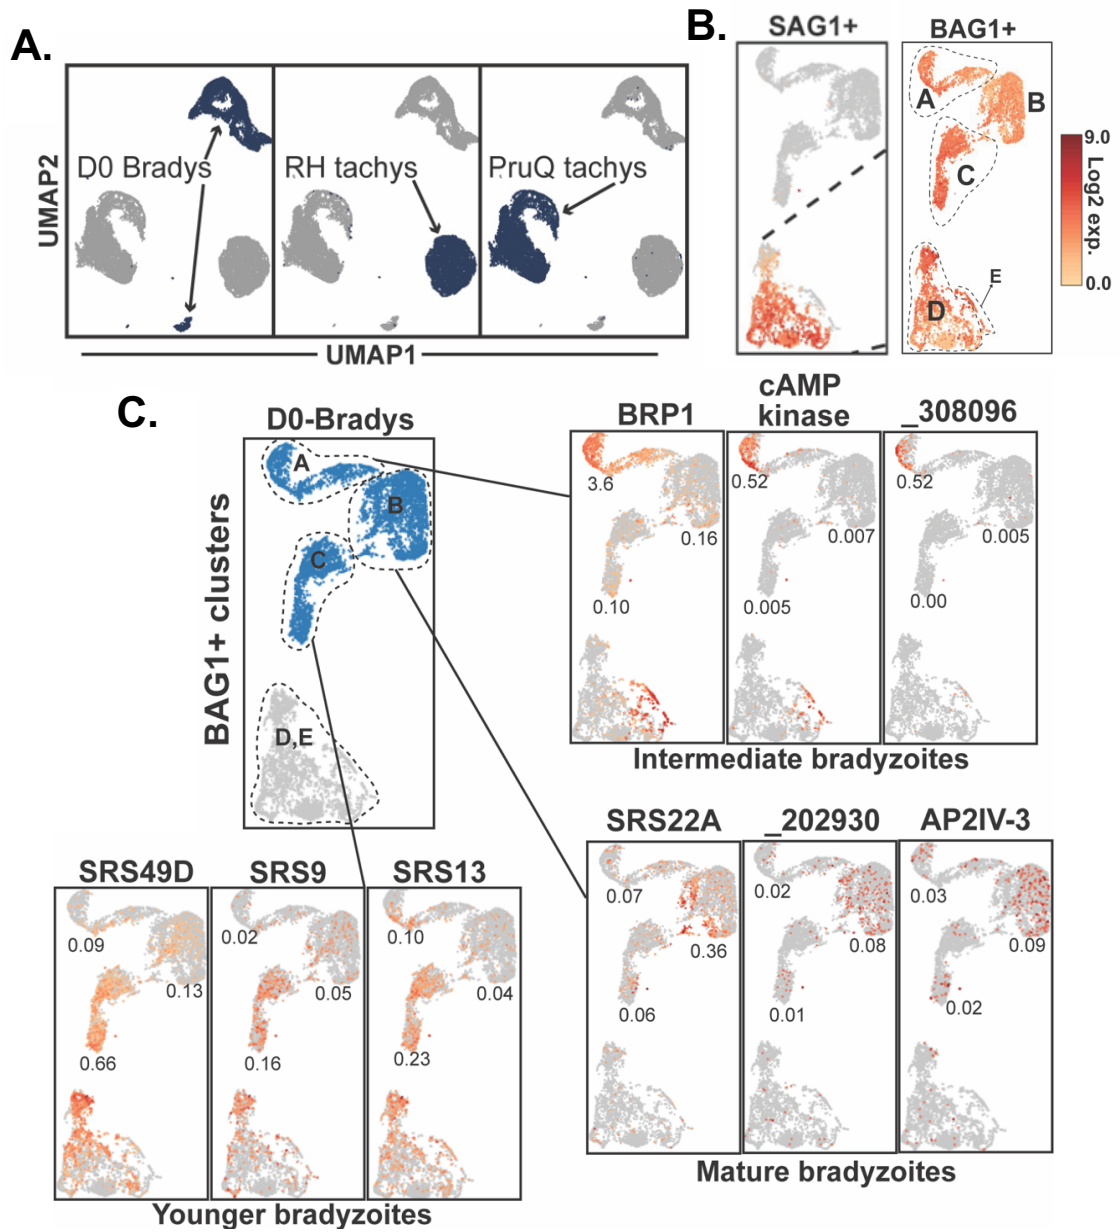 A.
UMAP2
D0 Bradys
RH tachys
PruQ tachys
UMAP1
B.
SAG1+
BAG1+
A
B
C
D
E
9.0
Log2 exp.
0.0
C.
D0-Bradys
BAG1+ clusters
A
B
C
D,E
BRP1
cAMP
kinase
_308096
3.6
0.16
0.10
0.52
0.007
0.005
0.52
0.005
0.00
Intermediate bradyzoites
SRS22A
_202930
AP2IV-3
0.07
0.36
0.06
0.02
0.08
0.01
0.03
0.09
0.02
Mature bradyzoites
SRS49D
SRS9
SRS13
0.09
0.13
0.66
0.02
0.05
0.16
0.10
0.04
0.23
Younger bradyzoites